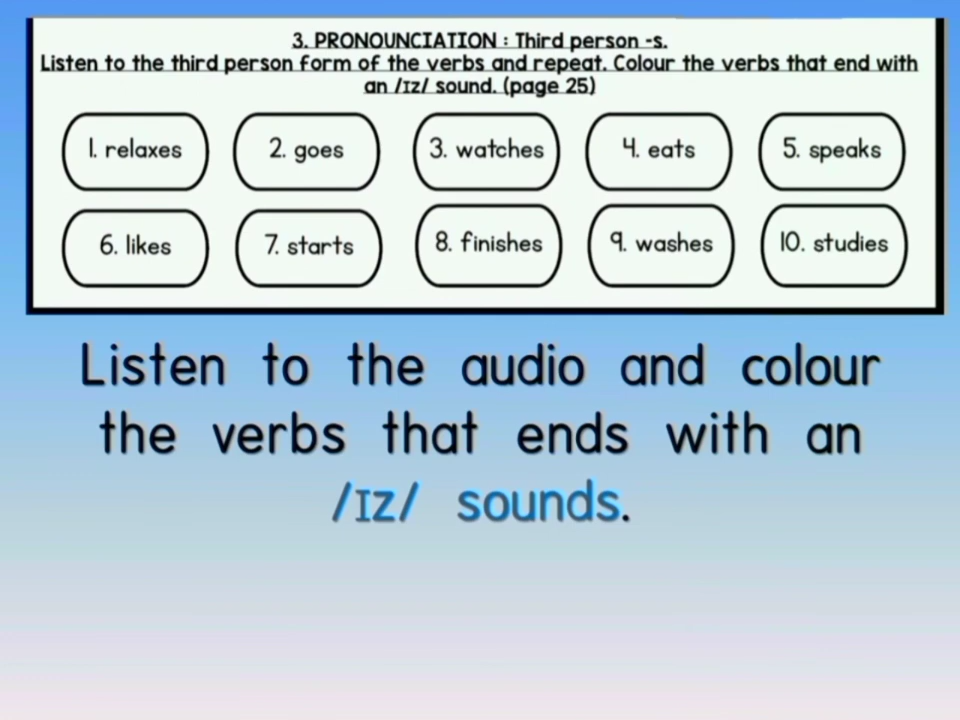 3. PRONOUNCIATION : Third person -s.
Listen to the third person form of the verbs and repeat. Colour the verbs that end with
an /ɪz/ sound. (page 25)
1. relaxes 2. goes 3. watches 4. eats 5. speaks
6. likes 7. starts 8. finishes 9. washes 10. studies
Listen to the audio and colour
the verbs that ends with an
/ɪz/ sounds.